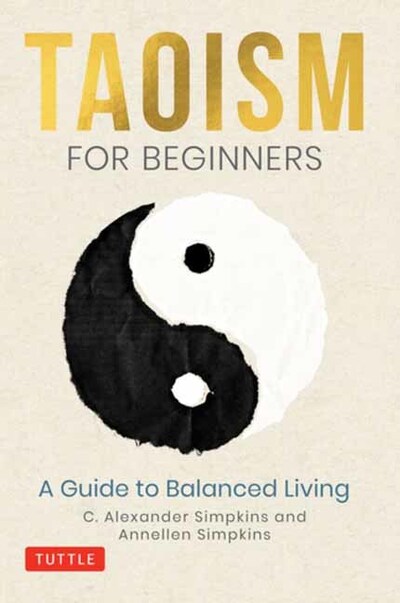 TAOISM
FOR BEGINNERS
A Guide to Balanced Living
C. Alexander Simpkins and
Annellen Simpkins
TUTTLE